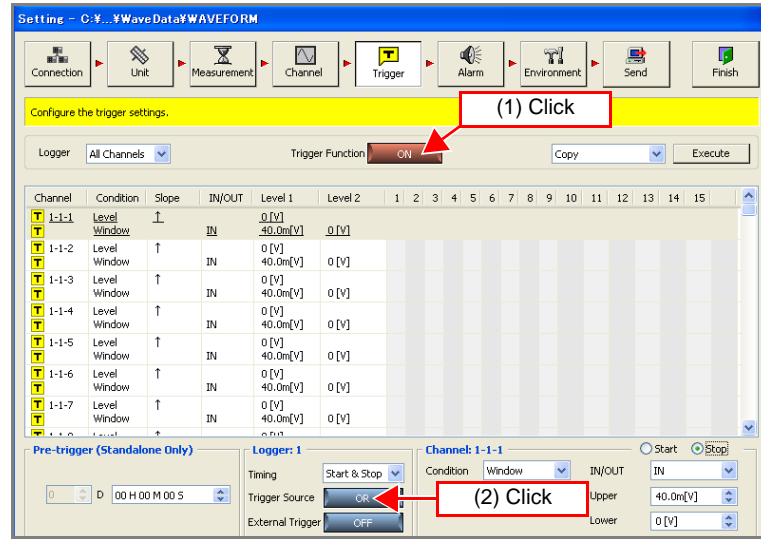 Setting - C:¥...¥WaveData¥WAVEFORM
Connection Unit Measurement Channel Trigger Alarm Environment Send Finish
Configure the trigger settings.
(1) Click
Logger All Channels Trigger Function ON Copy Execute
Channel Condition Slope IN/OUT Level 1 Level 2 1 2 3 4 5 6 7 8 9 10 11 12 13 14 15
T 1-1-1 Level ↑ 0 [V]
T Window IN 40.0m[V] 0 [V]
T 1-1-2 Level ↑ 0 [V]
T Window IN 40.0m[V] 0 [V]
T 1-1-3 Level ↑ 0 [V]
T Window IN 40.0m[V] 0 [V]
T 1-1-4 Level ↑ 0 [V]
T Window IN 40.0m[V] 0 [V]
T 1-1-5 Level ↑ 0 [V]
T Window IN 40.0m[V] 0 [V]
T 1-1-6 Level ↑ 0 [V]
T Window IN 40.0m[V] 0 [V]
T 1-1-7 Level ↑ 0 [V]
T Window IN 40.0m[V] 0 [V]
Pre-trigger (Standalone Only) Logger: 1 Channel: 1-1-1 Start Stop
Timing Start & Stop Condition Window IN/OUT IN
0 D 00 H 00 M 00 S Trigger Source OR (2) Click Upper 40.0m[V]
External Trigger OFF Lower 0 [V]